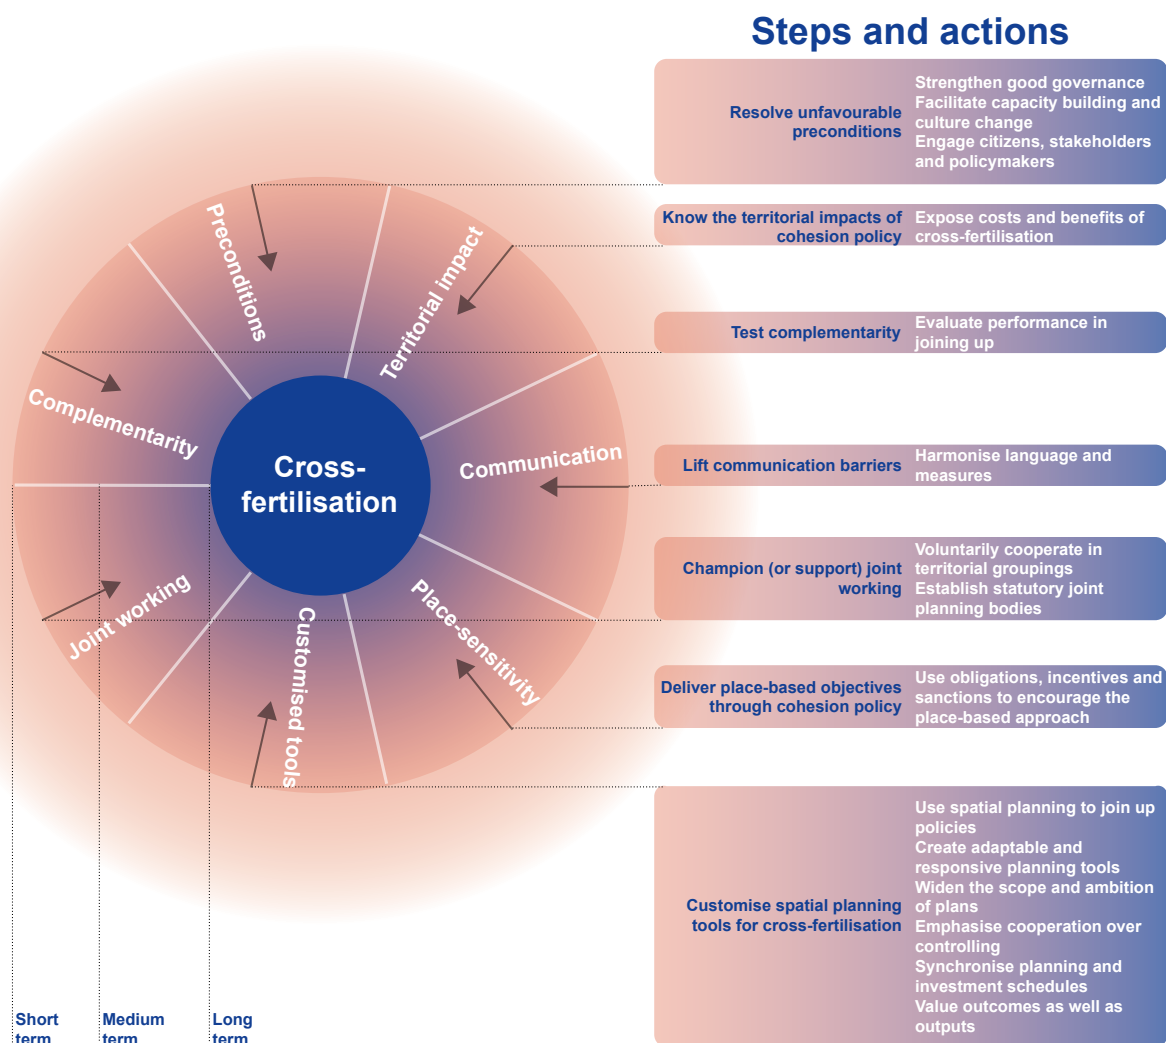 Steps and actions
Resolve unfavourable
preconditions
Strengthen good governance
Facilitate capacity building and
culture change
Engage citizens, stakeholders
and policymakers
Know the territorial impacts of
cohesion policy
Expose costs and benefits of
cross-fertilisation
Test complementarity
Evaluate performance in
joining up
Lift communication barriers
Harmonise language and
measures
Champion (or support) joint
working
Voluntarily cooperate in
territorial groupings
Establish statutory joint
planning bodies
Deliver place-based objectives
through cohesion policy
Use obligations, incentives and
sanctions to encourage the
place-based approach
Customise spatial planning
tools for cross-fertilisation
Use spatial planning to join up
policies
Create adaptable and
responsive planning tools
Widen the scope and ambition
of plans
Emphasise cooperation over
controlling
Synchronise planning and
investment schedules
Value outcomes as well as
outputs
Preconditions
Territorial impact
Communication
Place-sensitivity
Customised tools
Joint working
Complementarity
Cross-
fertilisation
Short
term
Medium
term
Long
term